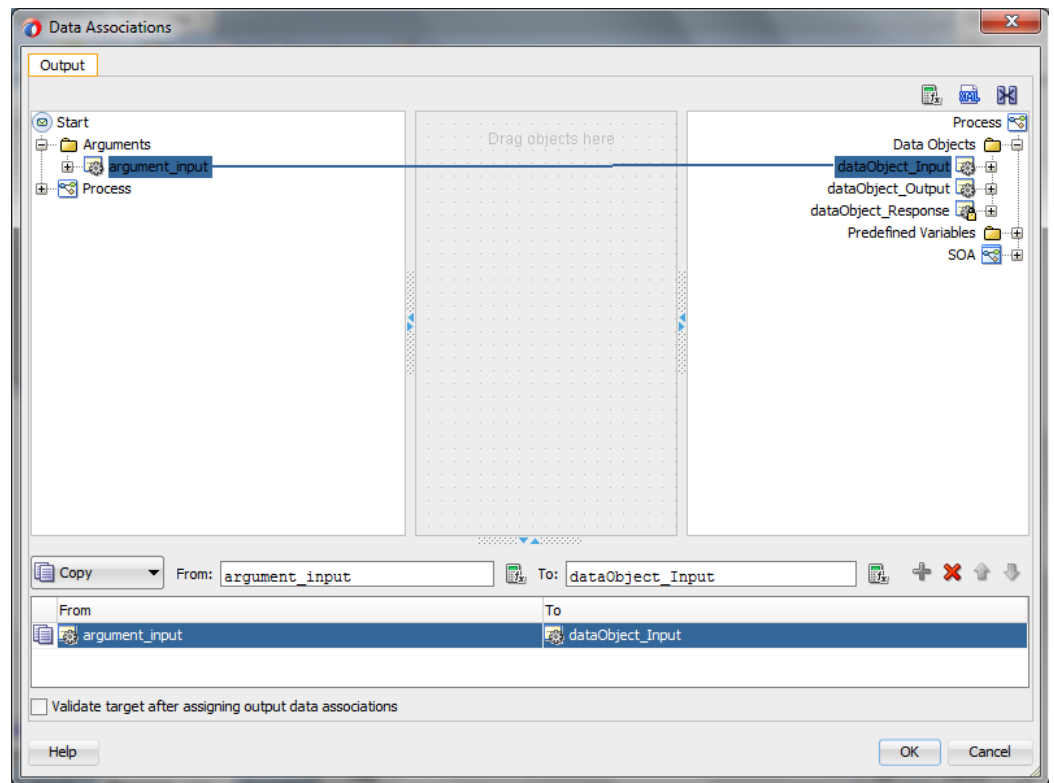 Data Associations
Output
Start
Arguments
argument_input
Process
Drag objects here
Process
Data Objects
dataObject_Input
dataObject_Output
dataObject_Response
Predefined Variables
SOA
Copy From: argument_input To: dataObject_Input
From To
argument_input dataObject_Input
Validate target after assigning output data associations
Help OK Cancel